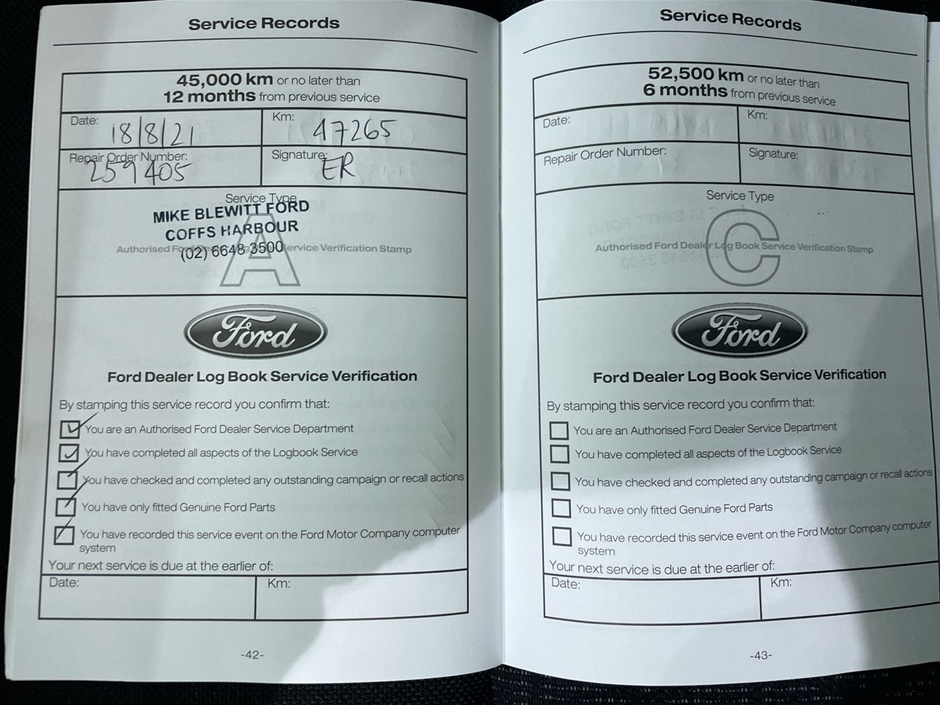 Service Records
45,000 km or no later than
12 months from previous service
Date: 18/8/21
Km: 47265
Repair Order Number: 259405
Signature: ER
Service Type
A
MIKE BLEWITT FORD
COFFS HARBOUR
(02) 6648 3500
Authorised Ford Dealer Log Book Service Verification Stamp
Ford
Ford Dealer Log Book Service Verification
By stamping this service record you confirm that:
You are an Authorised Ford Dealer Service Department
You have completed all aspects of the Logbook Service
You have checked and completed any outstanding campaign or recall actions
You have only fitted Genuine Ford Parts
You have recorded this service event on the Ford Motor Company computer
system
Your next service is due at the earlier of:
Date:
Km:
-42-
Service Records
52,500 km or no later than
6 months from previous service
Date:
Km:
Repair Order Number:
Signature:
Service Type
C
Authorised Ford Dealer Log Book Service Verification Stamp
Ford
Ford Dealer Log Book Service Verification
By stamping this service record you confirm that:
You are an Authorised Ford Dealer Service Department
You have completed all aspects of the Logbook Service
You have checked and completed any outstanding campaign or recall actions
You have only fitted Genuine Ford Parts
You have recorded this service event on the Ford Motor Company computer
system
Your next service is due at the earlier of:
Date:
Km:
-43-